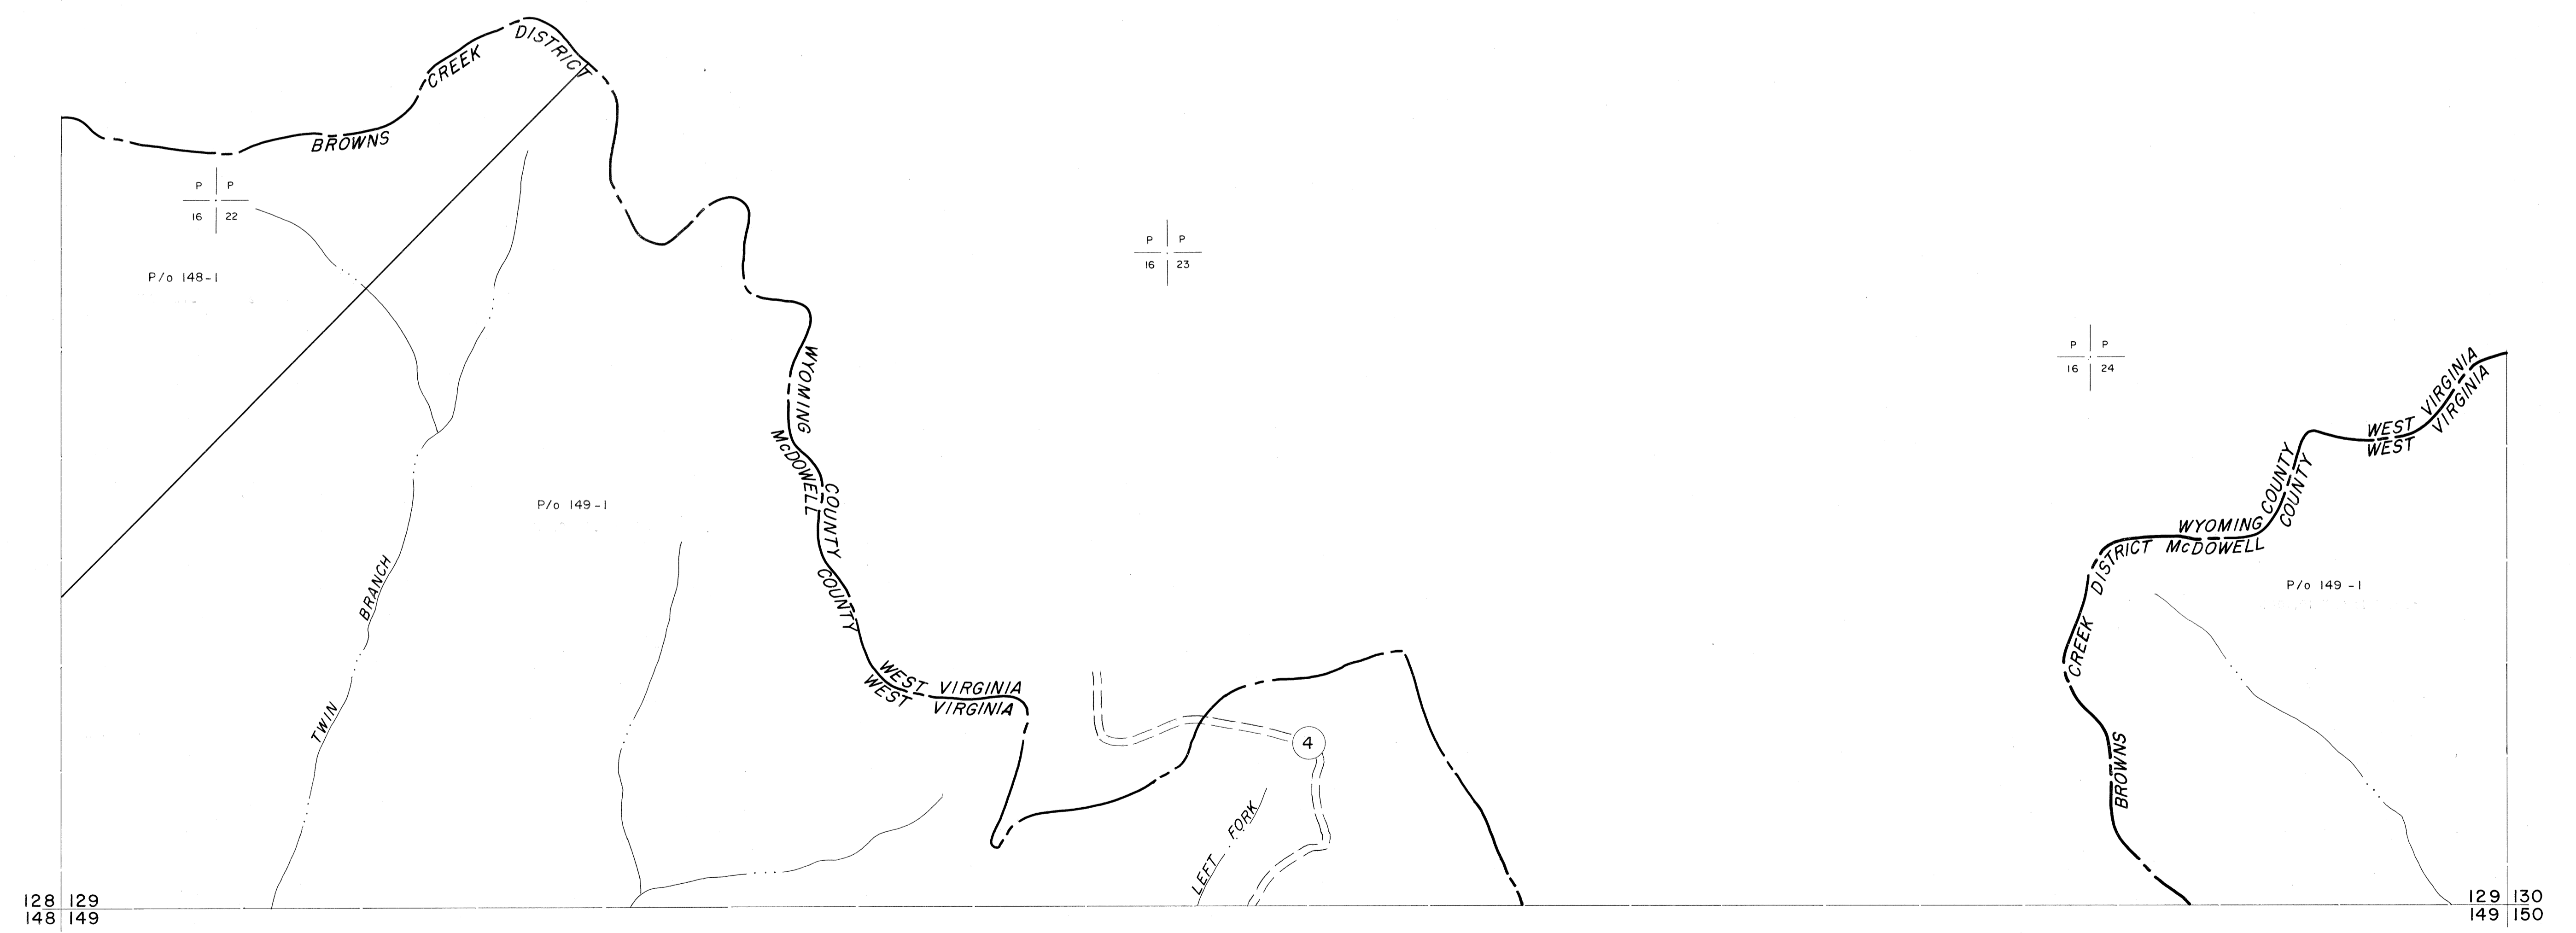 BROWNS CREEK DISTRICT
P P
16 22
P/o 148-1
P P
16 23
P P
16 24
WYOMING COUNTY
McDOWELL COUNTY
WEST VIRGINIA
WEST VIRGINIA
P/o 149-1
TWIN BRANCH
4
LEFT FORK
WEST VIRGINIA
WEST VIRGINIA
WYOMING COUNTY
McDOWELL COUNTY
BROWNS CREEK DISTRICT
P/o 149-1
128 129
148 149
129 130
149 150